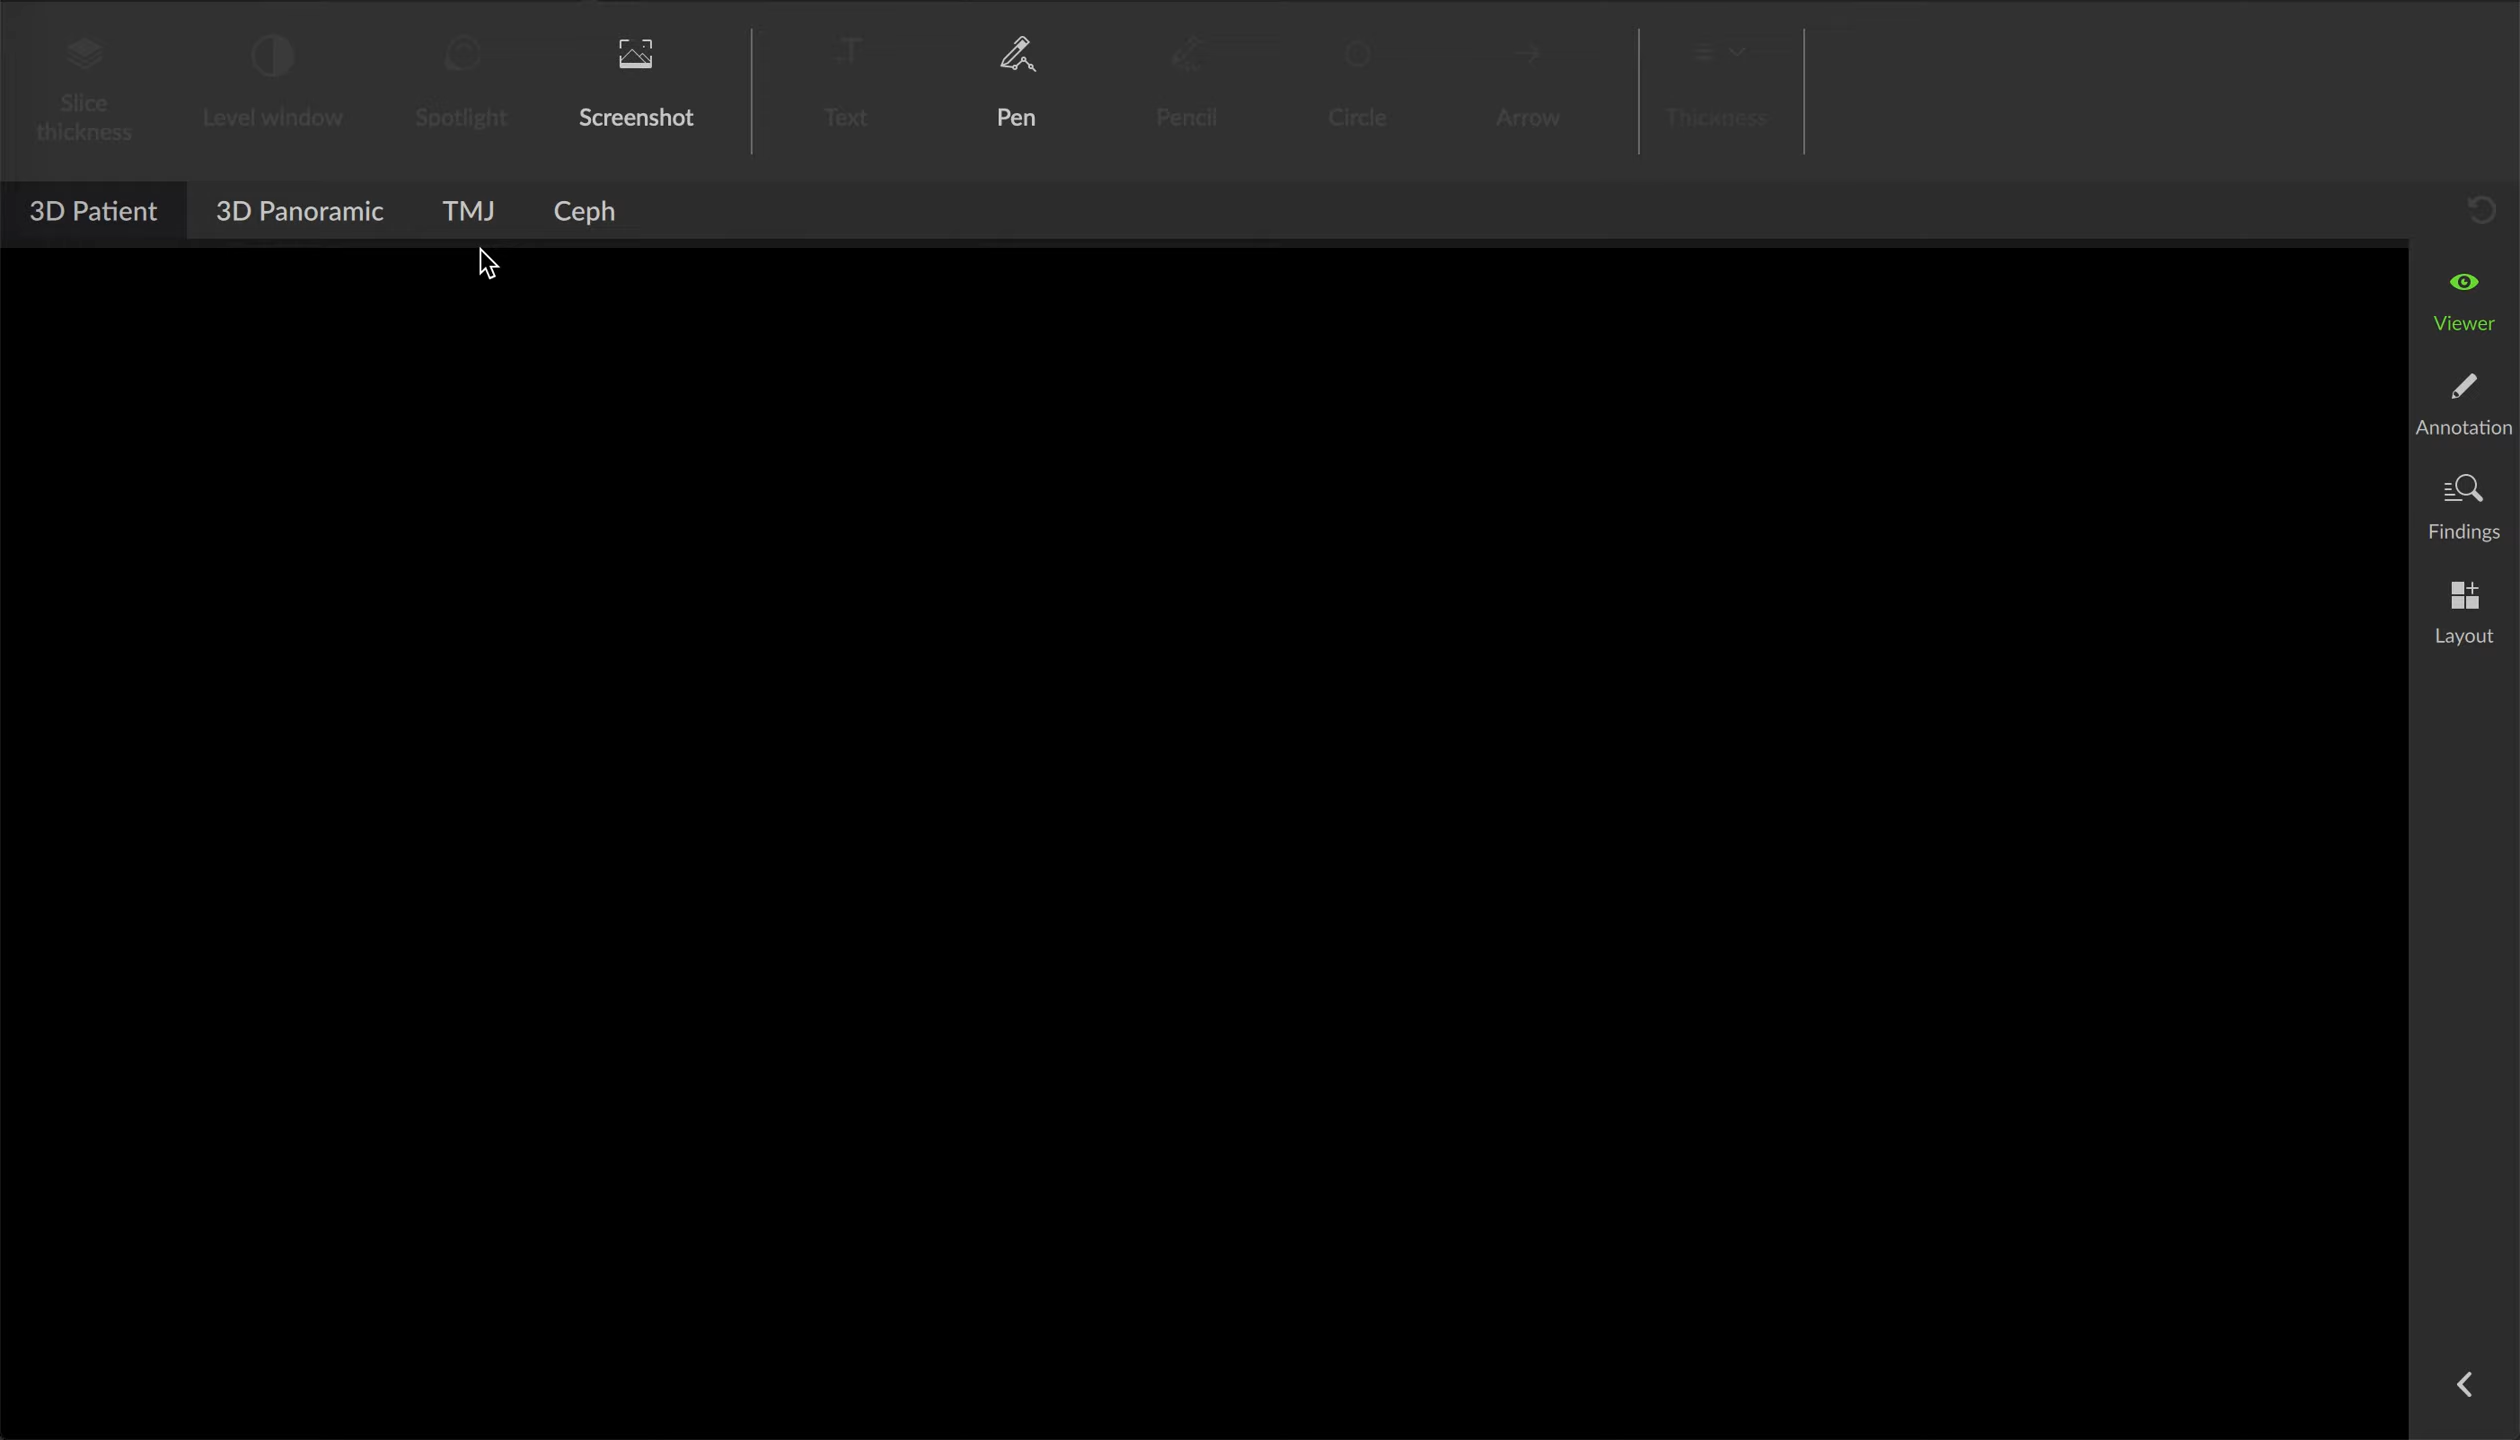 Slice
thickness
Level window
Spotlight
Screenshot
Text
Pen
Pencil
Circle
Arrow
Thickness
3D Patient
3D Panoramic
TMJ
Ceph
Viewer
Annotation
Findings
Layout